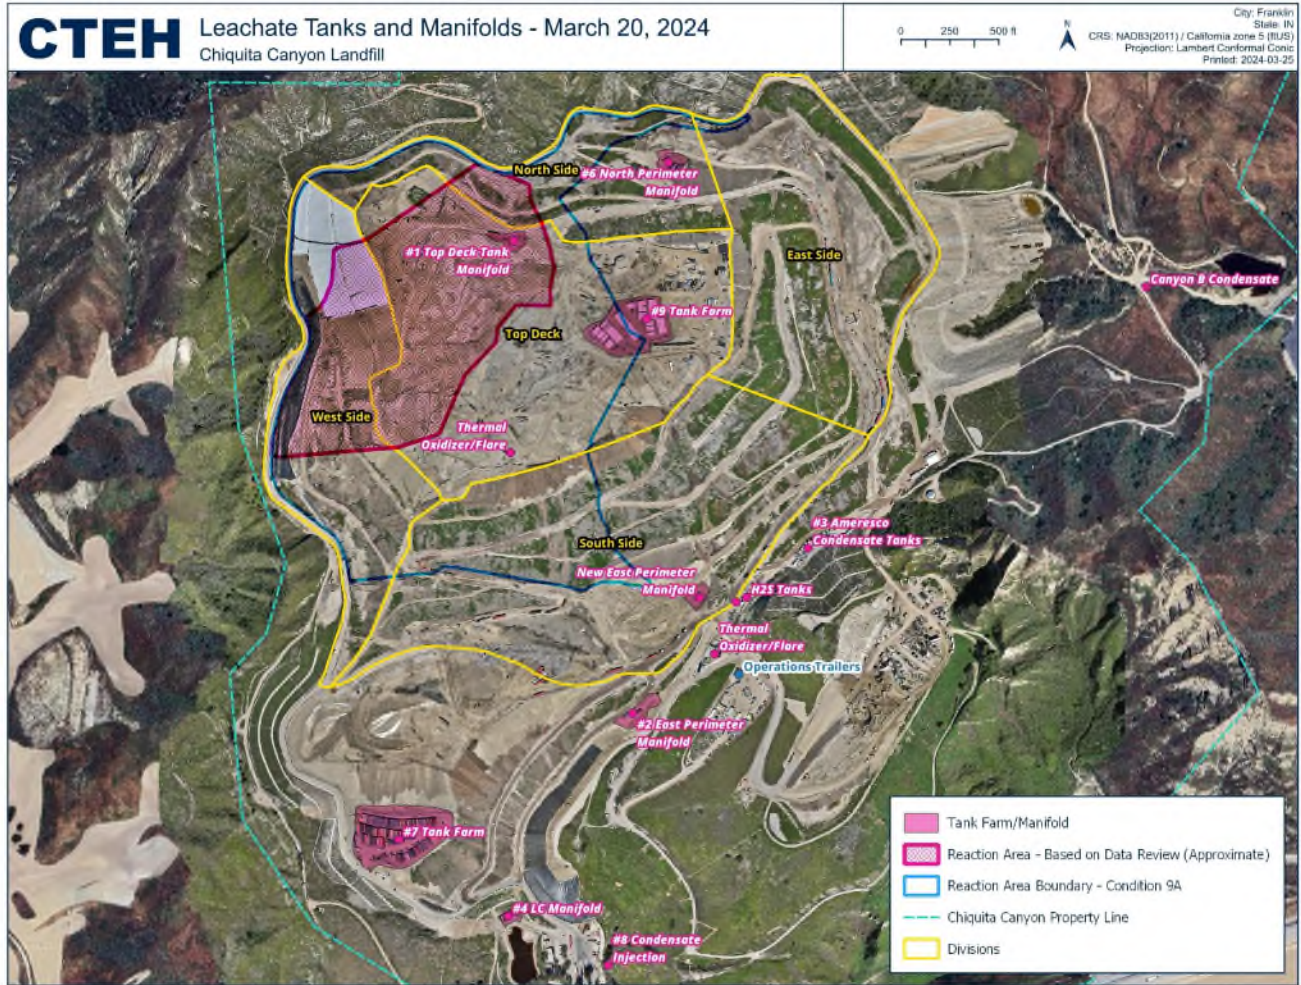 CTEH
Leachate Tanks and Manifolds - March 20, 2024
Chiquita Canyon Landfill
0 250 500 ft
N
City: Franklin
State: IN
CRS: NAD83(2011) / California zone 5 (ftUS)
Projection: Lambert Conformal Conic
Printed: 2024-03-25
North Side
#6 North Perimeter
Manifold
#1 Top Deck Tank
Manifold
East Side
Canyon B Condensate
#9 Tank Farm
Top Deck
West Side
Thermal
Oxidizer/Flare
#3 Ameresco
Condensate Tanks
South Side
New East Perimeter
Manifold
H2S Tanks
Thermal
Oxidizer/Flare
Operations Trailers
#2 East Perimeter
Manifold
#7 Tank Farm
#4 LC Manifold
#8 Condensate
Injection
Tank Farm/Manifold
Reaction Area - Based on Data Review (Approximate)
Reaction Area Boundary - Condition 9A
Chiquita Canyon Property Line
Divisions